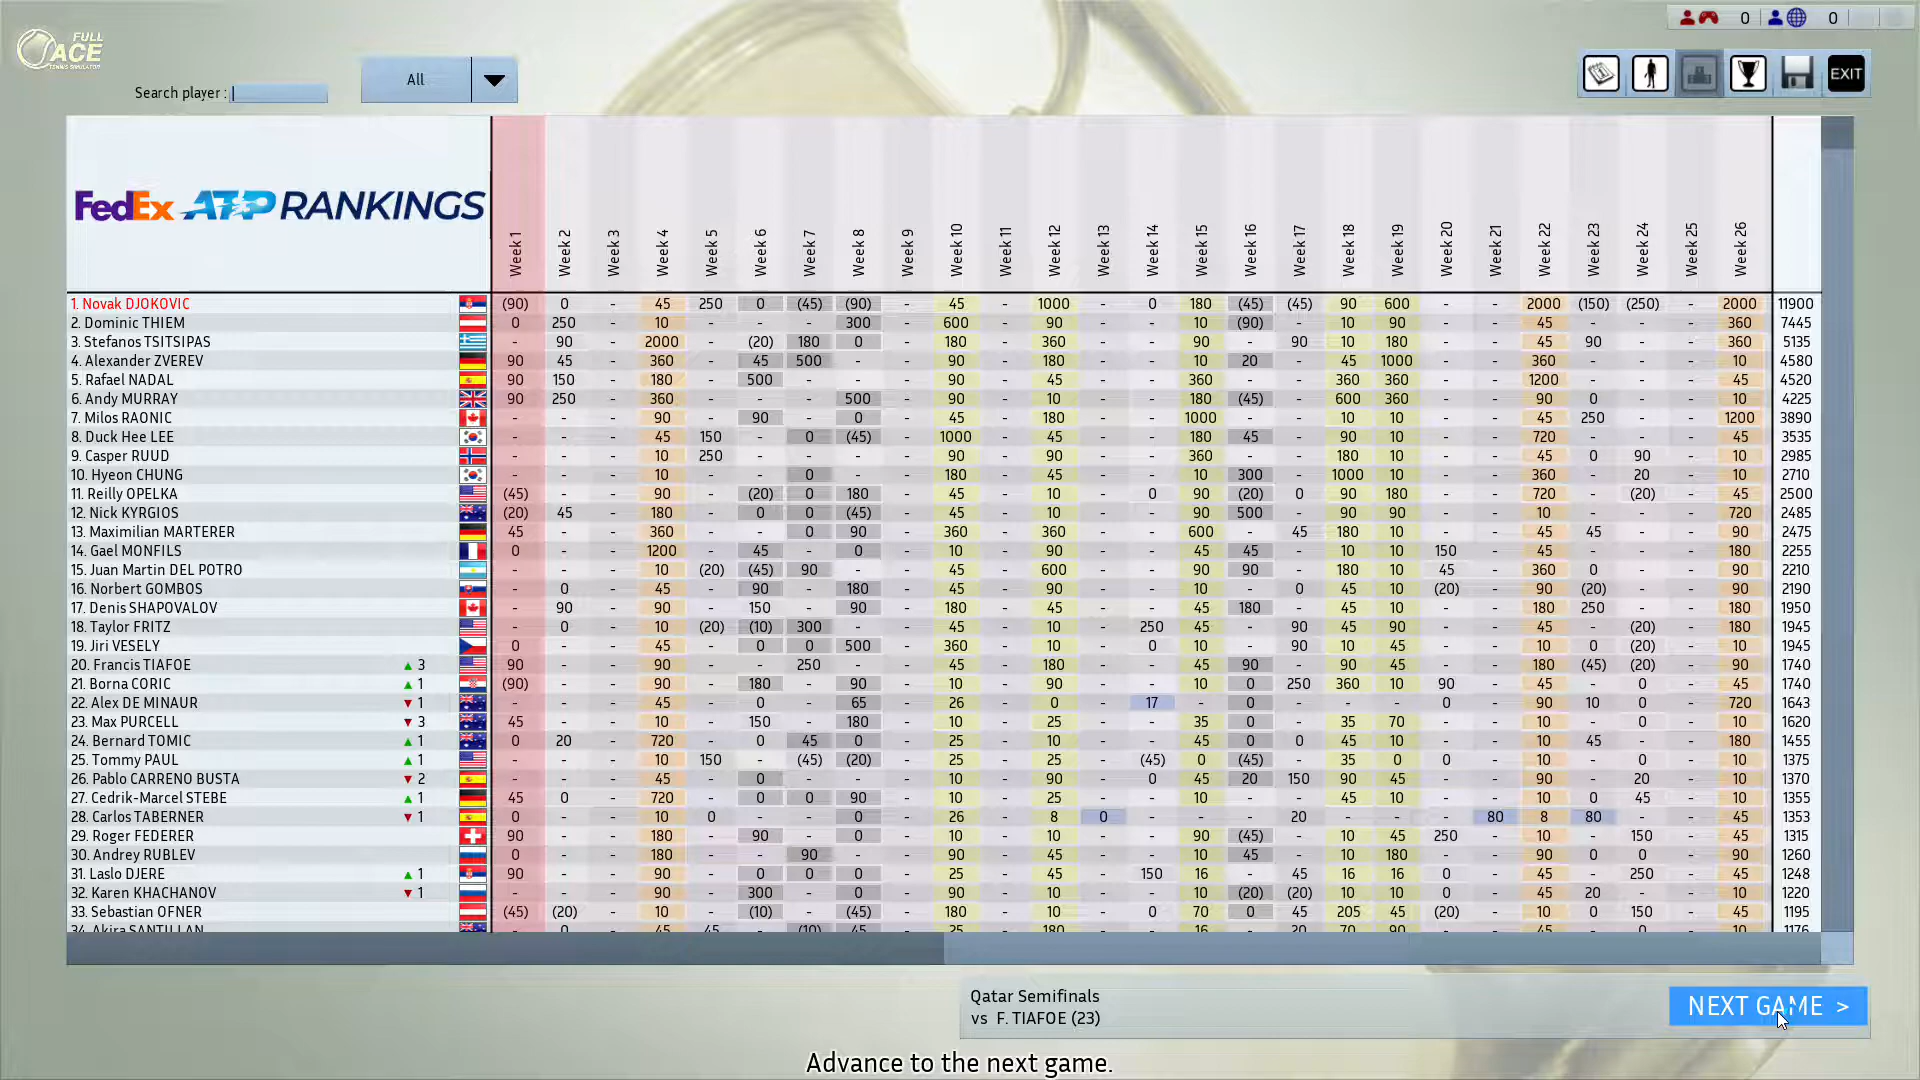 FULL
ACE
TENNIS SIMULATOR
0 0
Search player :
All
EXIT
FedEx ATP RANKINGS
Week 1 Week 2 Week 3 Week 4 Week 5 Week 6 Week 7 Week 8 Week 9 Week 10 Week 11 Week 12 Week 13 Week 14 Week 15 Week 16 Week 17 Week 18 Week 19 Week 20 Week 21 Week 22 Week 23 Week 24 Week 25 Week 26
1. Novak DJOKOVIC (90) 0 - 45 250 0 (45) (90) - 45 - 1000 - 0 180 (45) (45) 90 600 - - 2000 (150) (250) - 2000 11900
2. Dominic THIEM 0 250 - 10 - - - 300 - 600 - 90 - - 10 (90) - 10 90 - - 45 - - - 360 7445
3. Stefanos TSITSIPAS - 90 - 2000 - (20) 180 0 - 180 - 360 - - 90 - 90 10 180 - - 45 90 - - 360 5135
4. Alexander ZVEREV 90 45 - 360 - 45 500 - - 90 - 180 - - 10 20 - 45 1000 - - 360 - - - 10 4580
5. Rafael NADAL 90 150 - 180 - 500 - - - 90 - 45 - - 360 - - 360 360 - - 1200 - - - 45 4520
6. Andy MURRAY 90 250 - 360 - - - 500 - 90 - 10 - - 180 (45) - 600 360 - - 90 0 - - 10 4225
7. Milos RAONIC - - - - - 90 - 0 - 45 - 180 - - 1000 - - 10 10 - - 45 250 - - 1200 3890
8. Duck Hee LEE - - - 45 150 - 0 (45) - 1000 - 45 - - 180 45 - 90 10 - - 720 - - - 45 3535
9. Casper RUUD - - - 10 250 - - - - 90 - 90 - - 360 - - 180 10 - - 45 0 90 - 10 2985
10. Hyeon CHUNG - - - 10 - - 0 - - 180 - 45 - - 10 300 - 1000 10 - - 360 - 20 - 10 2710
11. Reilly OPELKA (45) - - 90 - (20) 0 180 - 45 - 10 - 0 90 (20) 0 90 180 - - 720 - (20) - 45 2500
12. Nick KYRGIOS (20) 45 - 180 - 0 0 (45) - 45 - 10 - - 90 500 - 90 90 - - 10 - - - 720 2485
13. Maximilian MARTERER 45 - - 360 - - 0 90 - 360 - 360 - - 600 - 45 180 10 - - 45 45 - - 90 2475
14. Gael MONFILS 0 - - 1200 - 45 - 0 - 10 - 90 - - 45 45 - 10 10 150 - 45 - - - 180 2255
15. Juan Martin DEL POTRO - - - 10 (20) (45) 90 - - 45 - 600 - - 90 90 - 180 10 45 - 360 0 - - 90 2210
16. Norbert GOMBOS - 0 - 45 - 90 - 180 - 45 - 90 - - 10 - 0 45 10 (20) - 90 (20) - - 90 2190
17. Denis SHAPOVALOV - 90 - 90 - 150 - 90 - 180 - 45 - - 45 180 - 45 10 - - 180 250 - - 180 1950
18. Taylor FRITZ - 0 - 10 (20) (10) 300 - - 45 - 10 - 250 45 - 90 45 90 - - 45 - (20) - 180 1945
19. Jiri VESELY 0 - - 45 - 0 0 500 - 360 - 10 - 0 10 - 90 10 45 - - 10 0 (20) - 10 1945
20. Francis TIAFOE ▲ 3 90 - - 90 - - 250 - - 45 - 180 - - 45 90 - 90 45 - - 180 (45) (20) - 90 1740
21. Borna CORIC ▲ 1 (90) - - 90 - 180 - 90 - 10 - 90 - - 10 0 250 360 10 90 - 45 - 0 - 45 1740
22. Alex DE MINAUR ▼ 1 - - - 45 - 0 - 65 - 26 - 0 - 17 - 0 - - - 0 - 90 10 0 - 720 1643
23. Max PURCELL ▼ 3 45 - - 10 - 150 - 180 - 10 - 25 - - 35 0 - 35 70 - - 10 - 0 - 10 1620
24. Bernard TOMIC ▲ 1 0 20 - 720 - 0 45 0 - 25 - 10 - - 45 0 0 45 10 - - 10 45 - - 180 1455
25. Tommy PAUL ▲ 1 - - - 10 150 - (45) (20) - 25 - 25 - (45) 0 (45) - 35 0 0 - 10 - 0 - 10 1375
26. Pablo CARRENO BUSTA ▼ 2 - - - 45 - 0 - - - 10 - 90 - 0 45 20 150 90 45 - - 90 - 20 - 10 1370
27. Cedrik-Marcel STEBE ▲ 1 45 0 - 720 - 0 0 90 - 10 - 25 - - 10 - - 45 10 - - 10 0 45 - 10 1355
28. Carlos TABERNER ▼ 1 0 - - 10 0 - - 0 - 26 - 8 0 - - - 20 - - - 80 8 80 - - 45 1353
29. Roger FEDERER 90 - - 180 - 90 - 0 - 10 - 10 - - 90 (45) - 10 45 250 - 10 - 150 - 45 1315
30. Andrey RUBLEV 0 - - 180 - - 90 - - 90 - 45 - - 10 45 - 10 180 - - 90 0 0 - 90 1260
31. Laslo DJERE ▲ 1 90 - - 90 - 0 0 0 - 25 - 45 - 150 16 - 45 16 16 0 - 45 - 250 - 10 1248
32. Karen KHACHANOV ▼ 1 - - - 90 - 300 - - - 90 - 10 - - 10 (20) (20) 10 10 0 - 45 20 - - 10 1220
33. Sebastian OFNER (45) (20) - 10 - (10) - (45) - 180 - 10 - 0 70 0 45 205 45 (20) - 10 0 150 - 45 1195
34. Akira SANTILLAN - 0 - 45 45 - (10) 45 - 25 - 180 - - 16 - 20 70 90 - - 45 - 0 - 10 1176
Qatar Semifinals
vs F. TIAFOE (23)
NEXT GAME >
Advance to the next game.